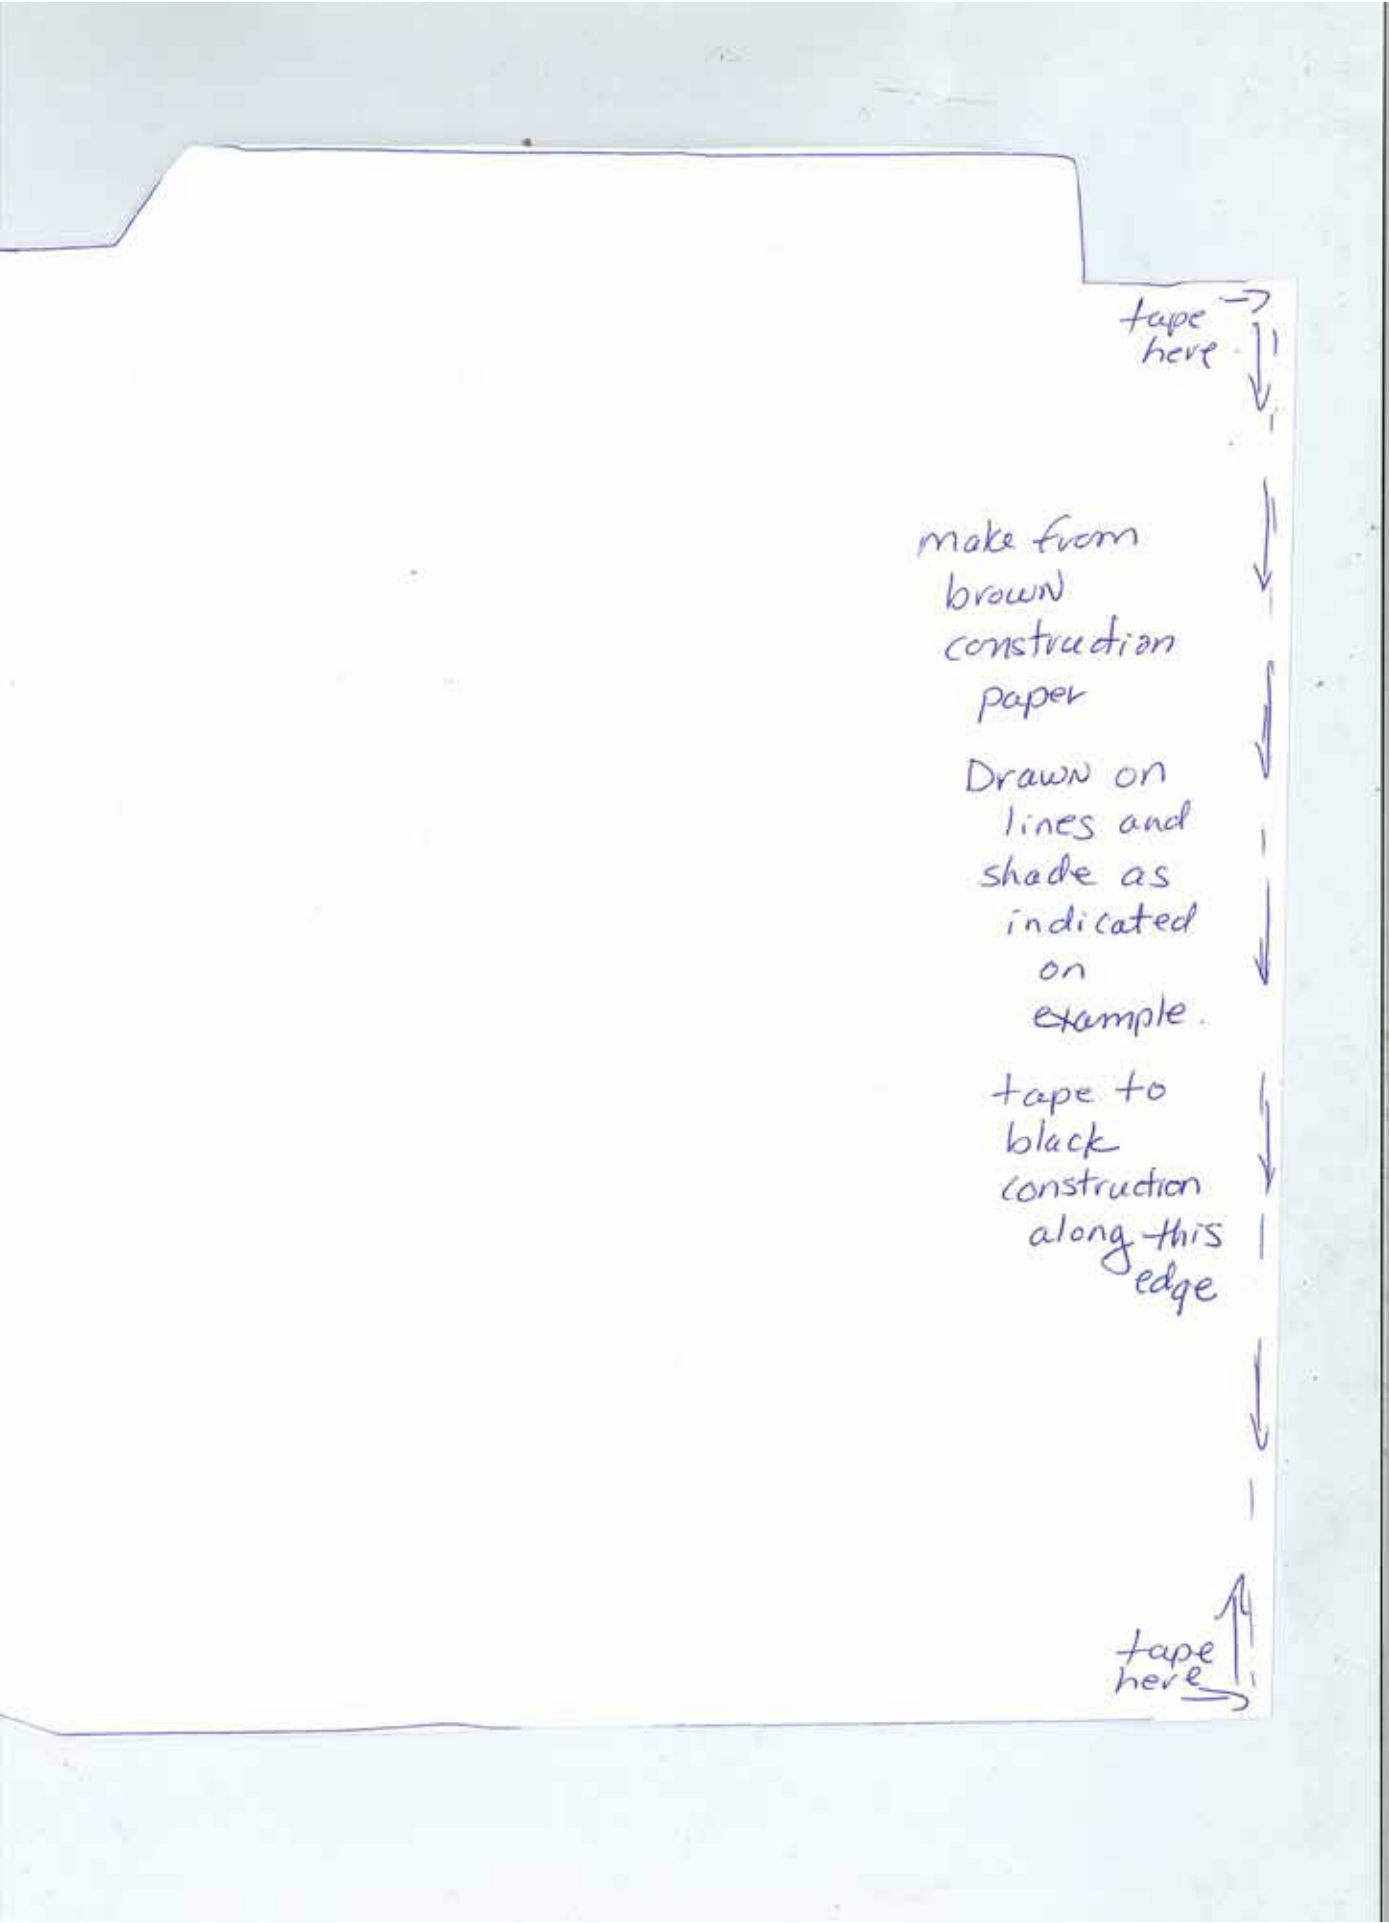 tape
here
make from
brown
construction
paper
Drawn on
lines and
shade as
indicated
on
example.
tape to
black
construction
along this
edge
tape
here